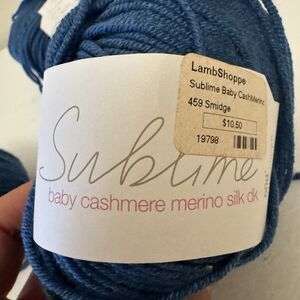 LambShoppe
Sublime Baby CashMerino
459 Smidge
$10.50
19798
Sublime
baby cashmere merino silk dk